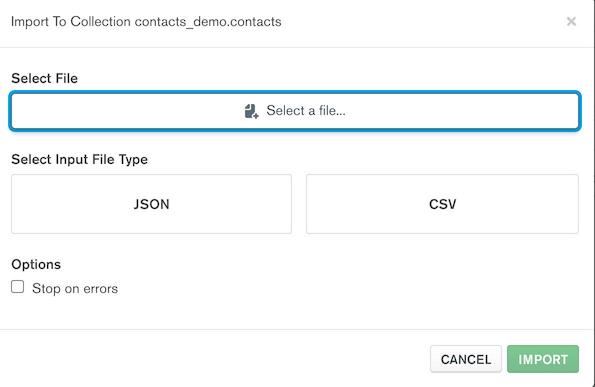 Import To Collection contacts_demo.contacts ×
Select File
Select a file...
Select Input File Type
JSON CSV
Options
Stop on errors
CANCEL IMPORT